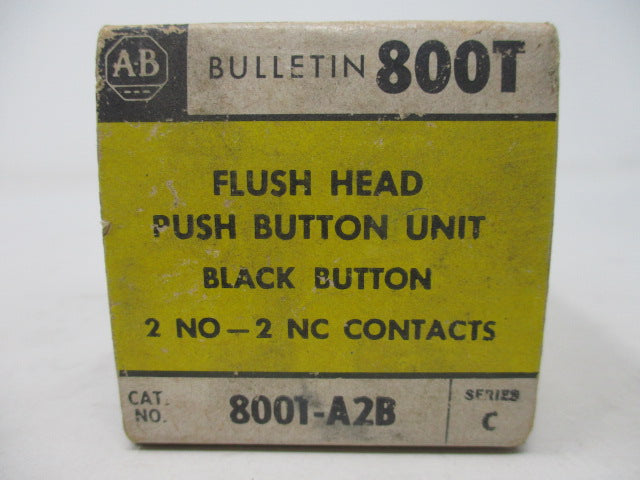 A-B BULLETIN 800T
FLUSH HEAD
PUSH BUTTON UNIT
BLACK BUTTON
2 NO – 2 NC CONTACTS
CAT. NO. 800T-A2B SERIES C